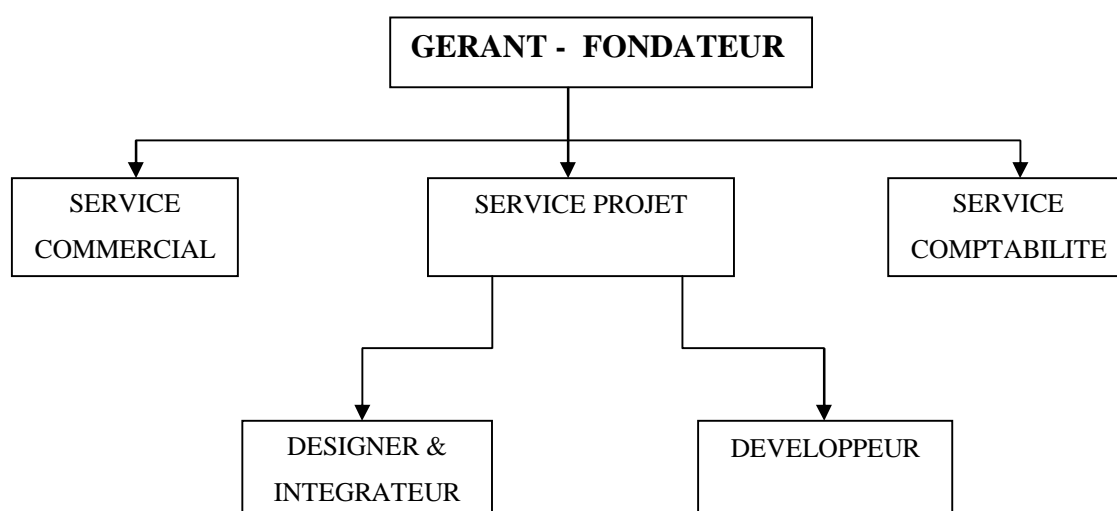 GERANT - FONDATEUR
SERVICE
COMMERCIAL
SERVICE PROJET
SERVICE
COMPTABILITE
DESIGNER &
INTEGRATEUR
DEVELOPPEUR